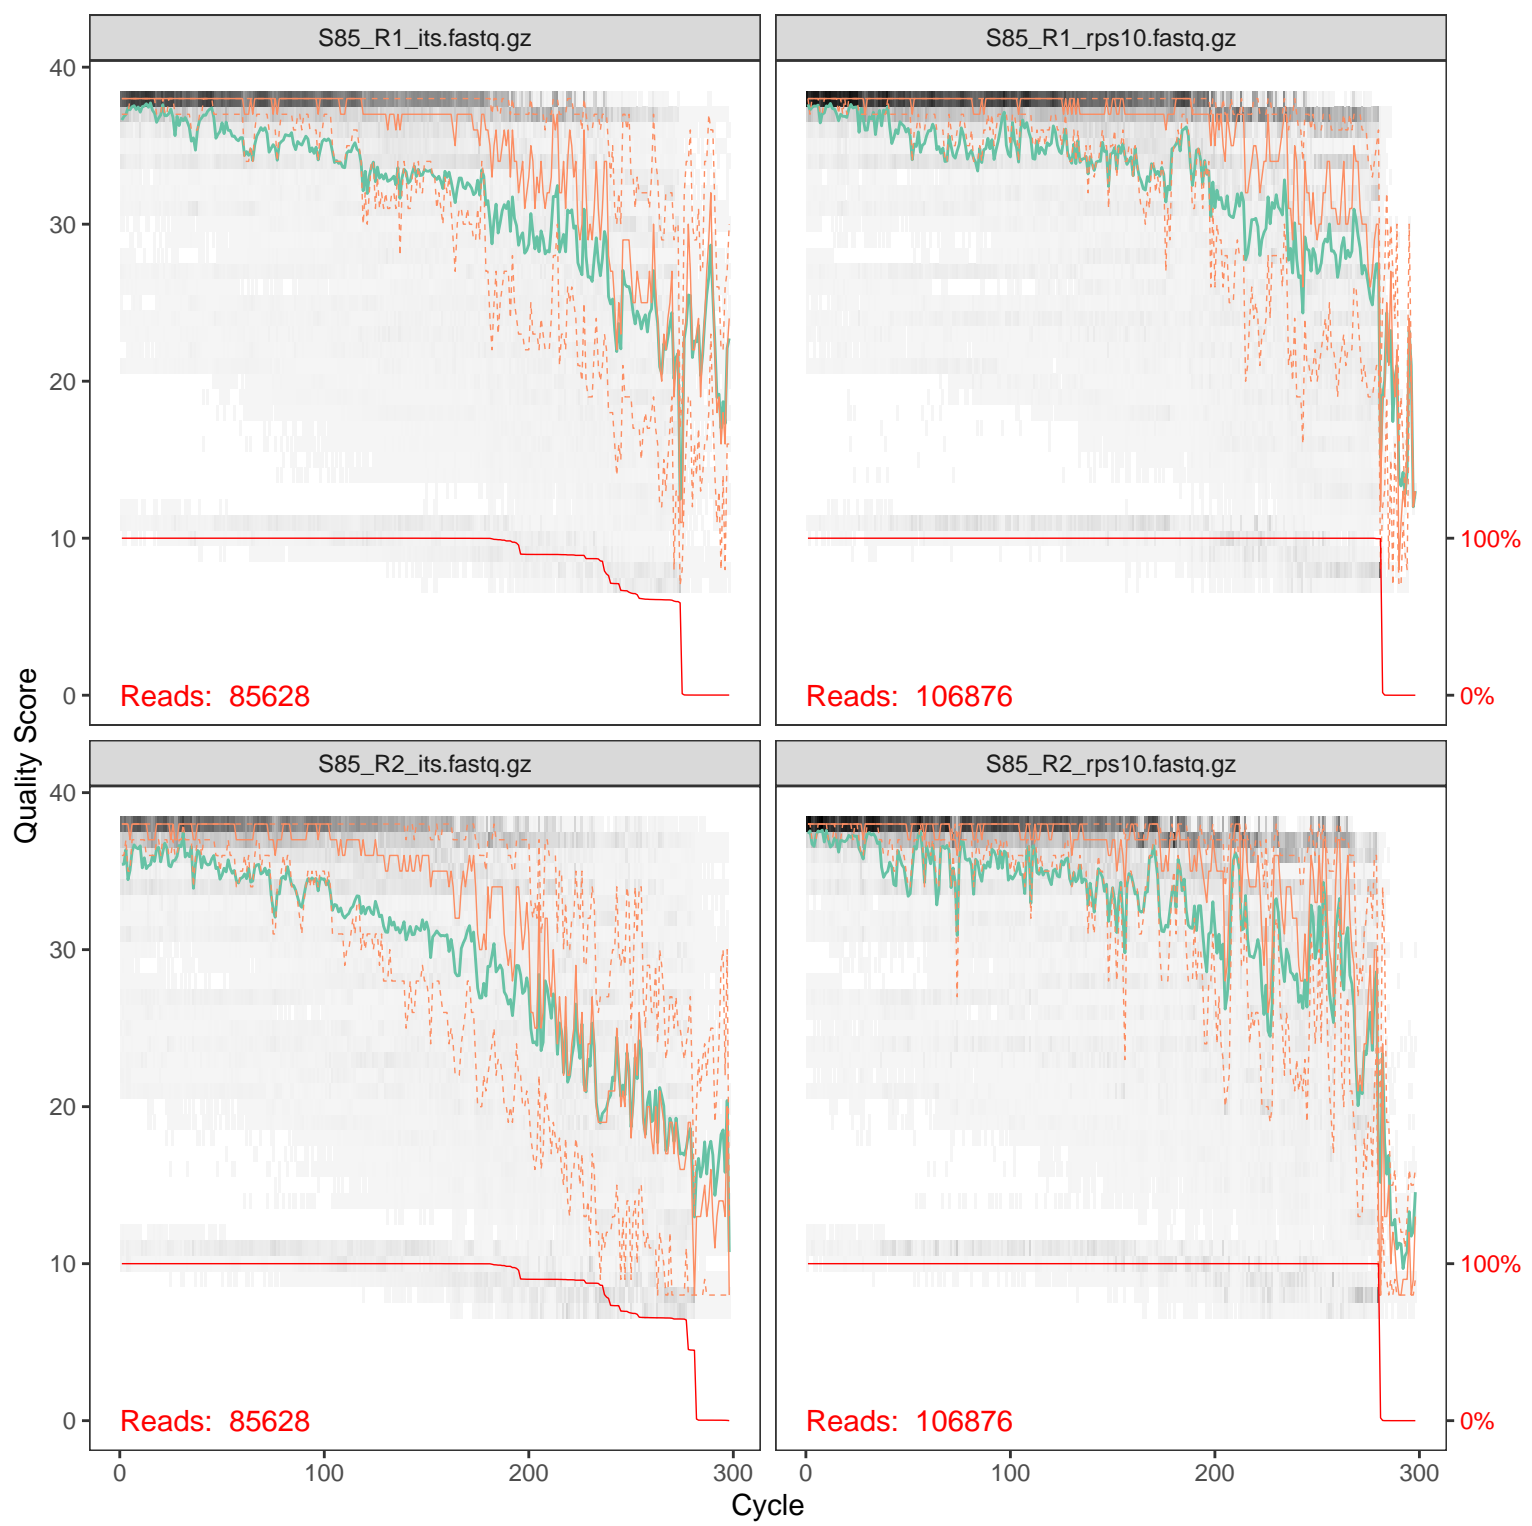 S85_R1_its.fastq.gz
S85_R1_rps10.fastq.gz
40
30
20
10
0
100%
0%
Reads: 85628
Reads: 106876
Quality Score
S85_R2_its.fastq.gz
S85_R2_rps10.fastq.gz
40
30
20
10
0
100%
0%
Reads: 85628
Reads: 106876
0 100 200 300
0 100 200 300
Cycle